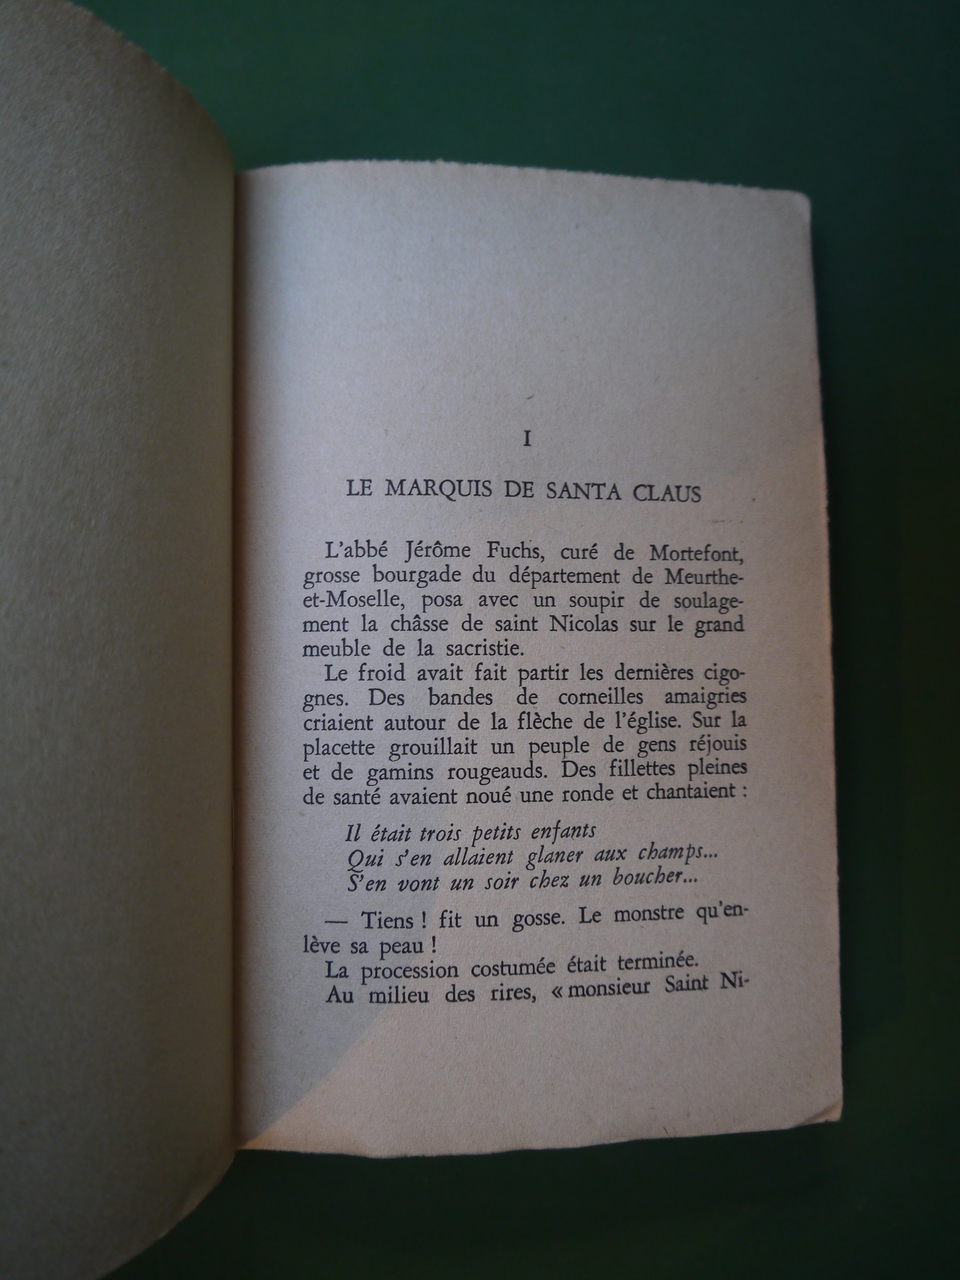 I
LE MARQUIS DE SANTA CLAUS
L'abbé Jérôme Fuchs, curé de Mortefont,
grosse bourgade du département de Meurthe-
et-Moselle, posa avec un soupir de soulage-
ment la châsse de saint Nicolas sur le grand
meuble de la sacristie.
Le froid avait fait partir les dernières cigo-
gnes. Des bandes de corneilles amaigries
criaient autour de la flèche de l'église. Sur la
placette grouillait un peuple de gens réjouis
et de gamins rougeauds. Des fillettes pleines
de santé avaient noué une ronde et chantaient :
Il était trois petits enfants
Qui s'en allaient glaner aux champs...
S'en vont un soir chez un boucher...
— Tiens ! fit un gosse. Le monstre qu'en-
lève sa peau !
La procession costumée était terminée.
Au milieu des rires, « monsieur Saint Ni-